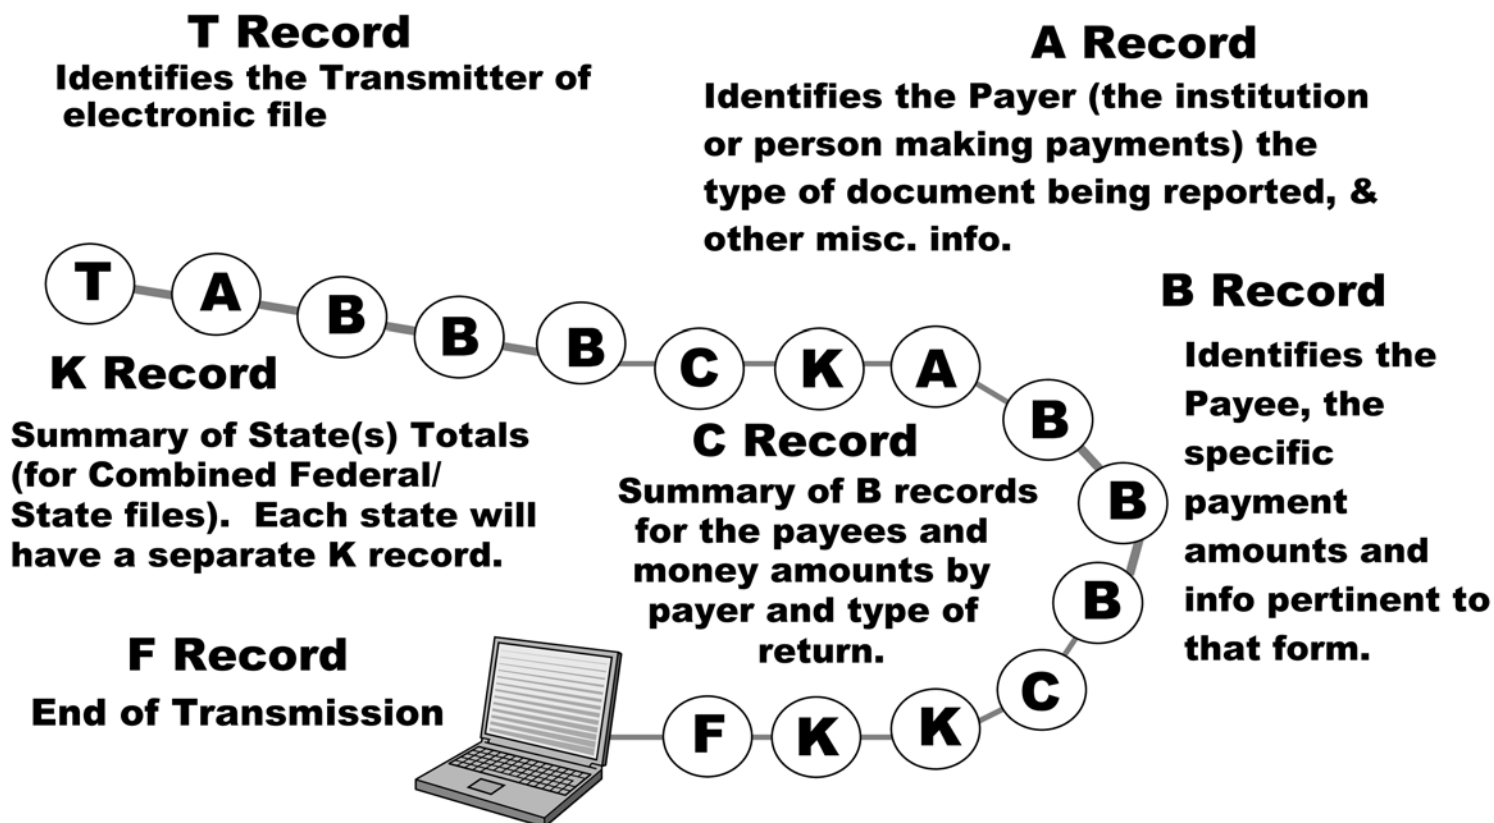 T Record
Identifies the Transmitter of
electronic file
A Record
Identifies the Payer (the institution
or person making payments) the
type of document being reported, &
other misc. info.
T
A
B
B
B
C
K
A
B
B
B
C
K
K
F
B Record
Identifies the
Payee, the
specific
payment
amounts and
info pertinent to
that form.
K Record
Summary of State(s) Totals
(for Combined Federal/
State files).  Each state will
have a separate K record.
C Record
Summary of B records
for the payees and
money amounts by
payer and type of
return.
F Record
End of Transmission